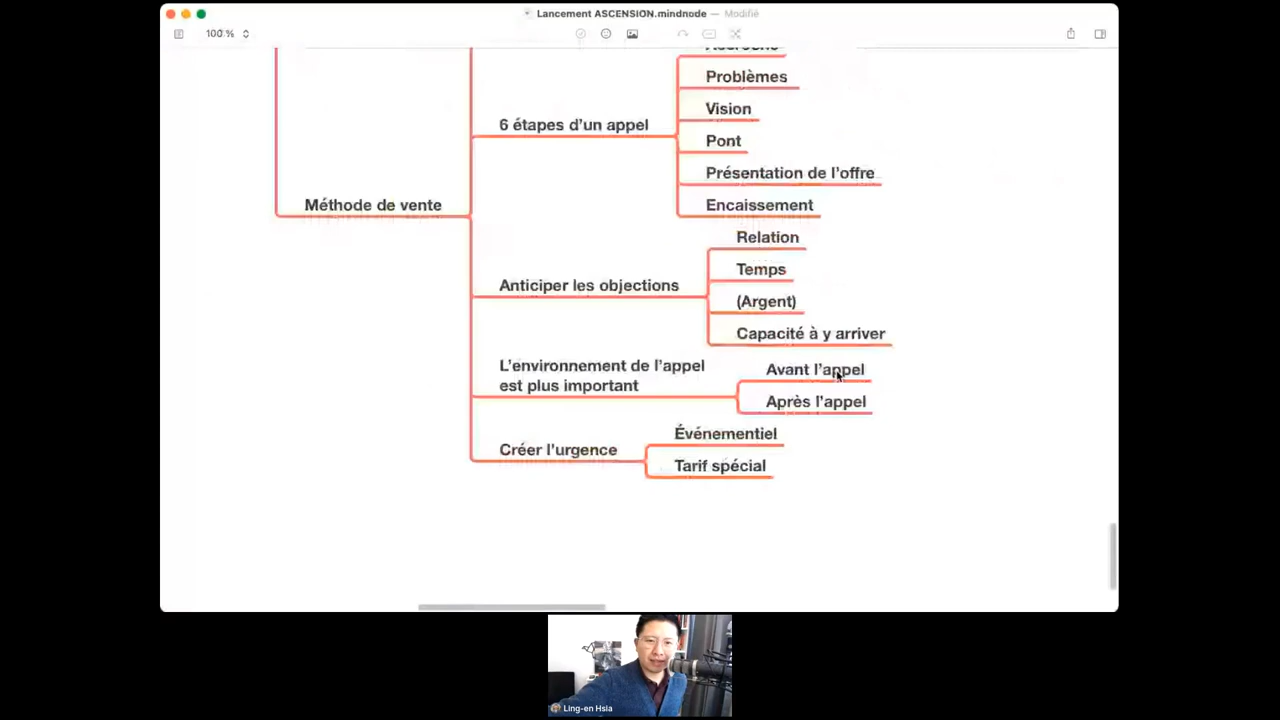 Lancement ASCENSION.mindnode — Modifié
100 %
Problèmes
Vision
6 étapes d'un appel
Pont
Présentation de l'offre
Méthode de vente
Encaissement
Relation
Temps
Anticiper les objections
(Argent)
Capacité à y arriver
L'environnement de l'appel
est plus important
Avant l'appel
Après l'appel
Événementiel
Créer l'urgence
Tarif spécial
Ling-en Hsia